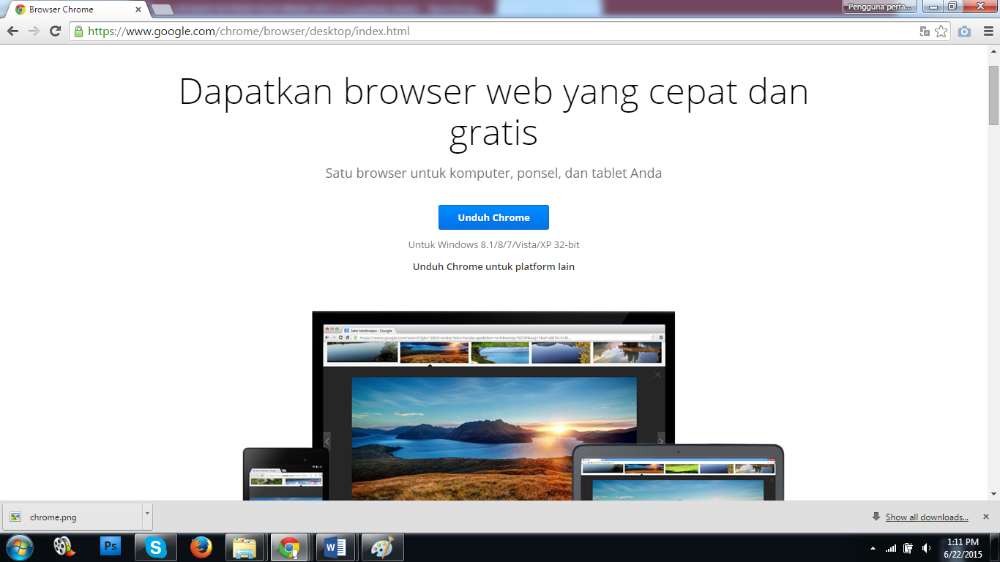 Browser Chrome
Pengguna perta...
https://www.google.com/chrome/browser/desktop/index.html
Dapatkan browser web yang cepat dan
gratis
Satu browser untuk komputer, ponsel, dan tablet Anda
Unduh Chrome
Untuk Windows 8.1/8/7/Vista/XP 32-bit
Unduh Chrome untuk platform lain
lake landscape - Google
chrome.png
Show all downloads...
Ps
1:11 PM
6/22/2015